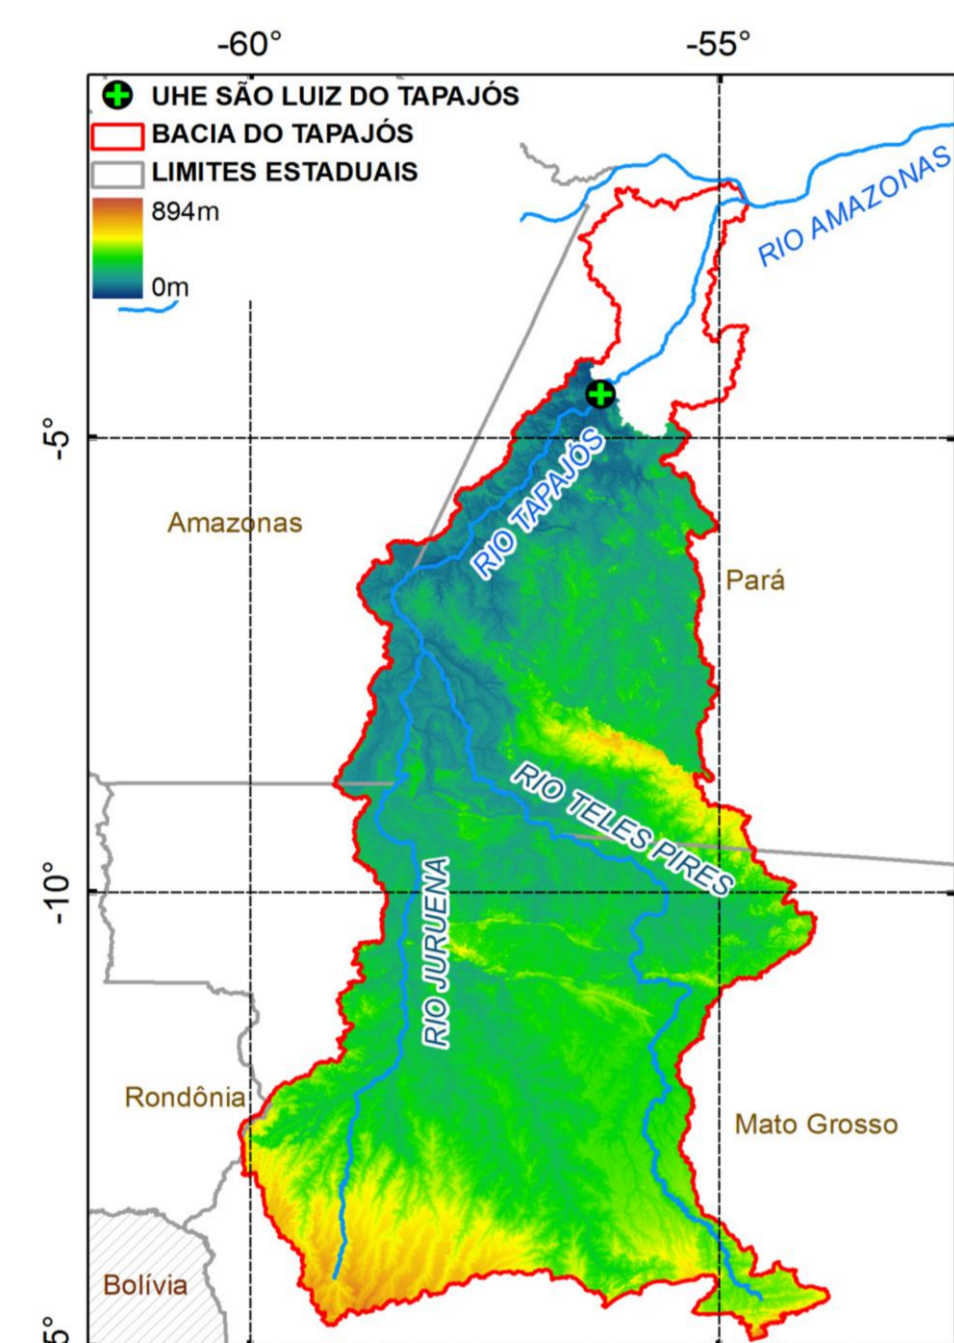 -60°
-55°
UHE SÃO LUIZ DO TAPAJÓS
BACIA DO TAPAJÓS
LIMITES ESTADUAIS
894m
0m
RIO AMAZONAS
-5°
RIO TAPAJÓS
Amazonas
Pará
RIO TELES PIRES
-10°
RIO JURUENA
Rondônia
Mato Grosso
Bolívia
5°